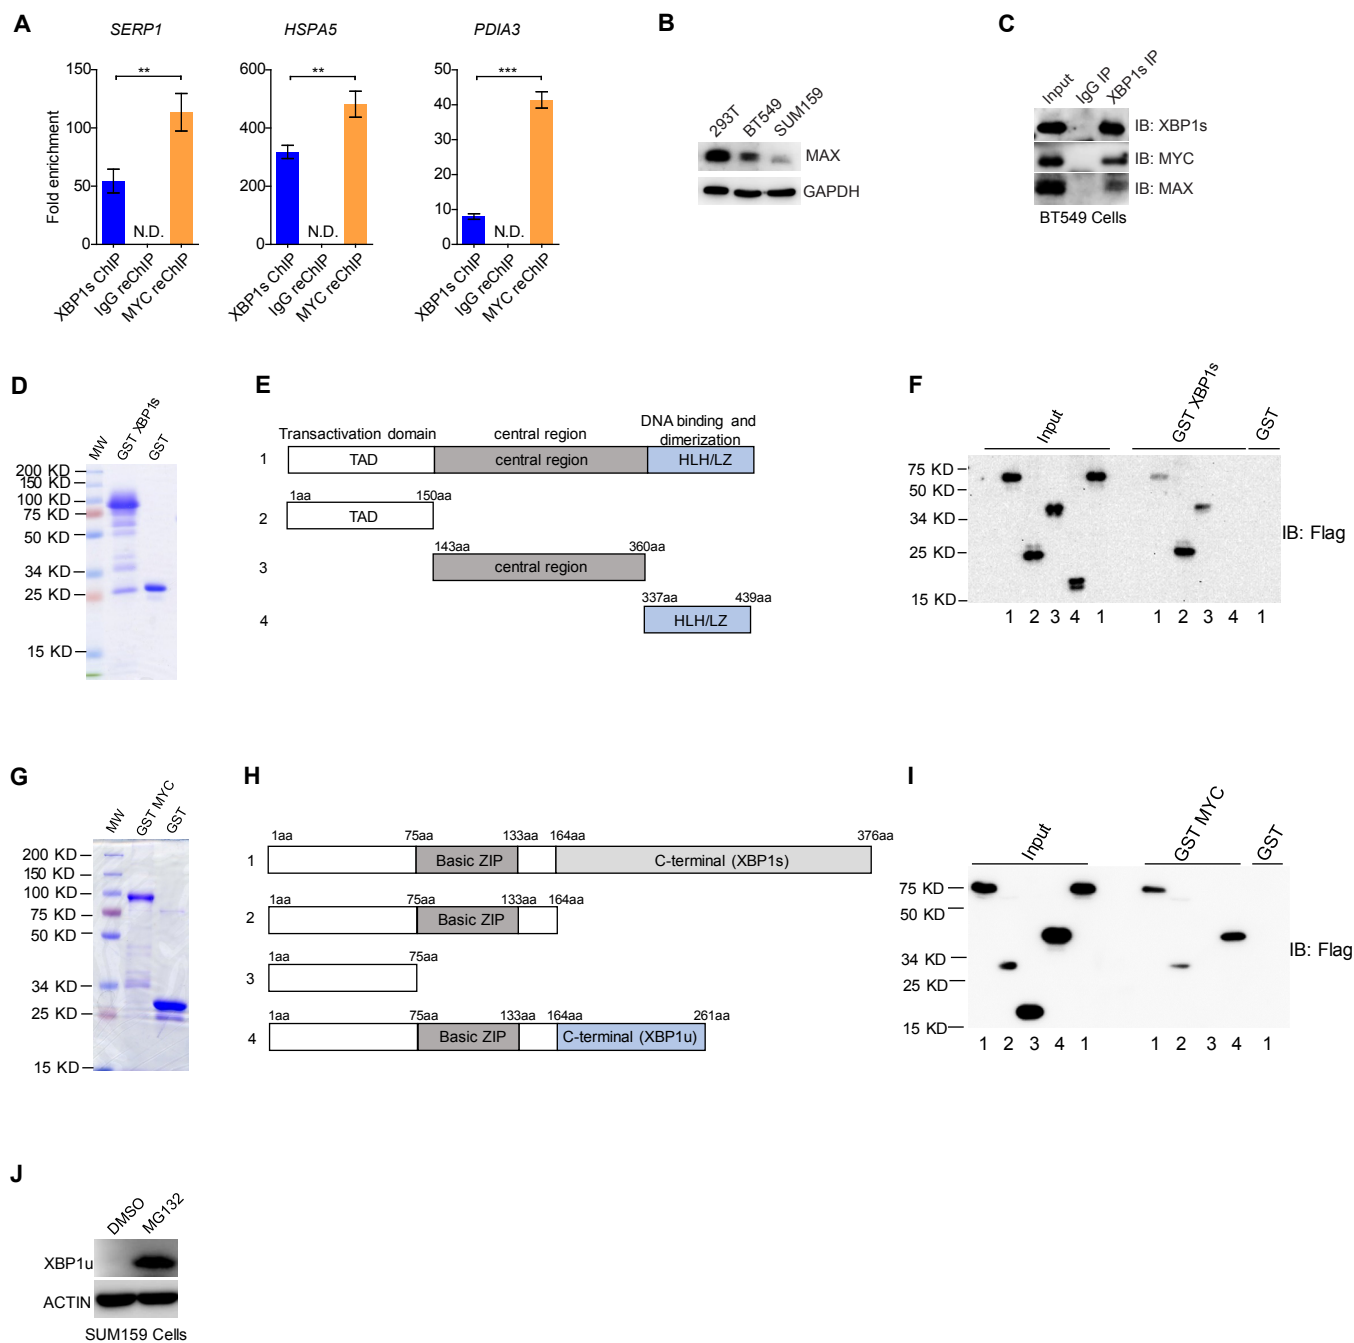 A
SERP1 HSPA5 PDIA3
Fold enrichment
150
100
50
0
**
N.D.
XBP1s ChIP
IgG reChIP
MYC reChIP
600
400
200
0
**
N.D.
XBP1s ChIP
IgG reChIP
MYC reChIP
50
40
30
20
10
0
***
N.D.
XBP1s ChIP
IgG reChIP
MYC reChIP
B
293T BT549 SUM159
MAX
GAPDH
C
Input IgG IP XBP1s IP
IB: XBP1s
IB: MYC
IB: MAX
BT549 Cells
D
MW GST XBP1s GST
200 KD
150 KD
100 KD
75 KD
50 KD
34 KD
25 KD
15 KD
E
Transactivation domain central region DNA binding and
dimerization
1 TAD central region HLH/LZ
1aa 150aa
2 TAD
143aa 360aa
3 central region
337aa 439aa
4 HLH/LZ
F
Input GST XBP1s GST
75 KD
50 KD
34 KD
25 KD
15 KD
IB: Flag
1 2 3 4 1 1 2 3 4 1
G
MW GST MYC GST
200 KD
150 KD
100 KD
75 KD
50 KD
34 KD
25 KD
15 KD
H
1aa 75aa 133aa 164aa 376aa
1 Basic ZIP C-terminal (XBP1s)
1aa 75aa 133aa 164aa
2 Basic ZIP
1aa 75aa
3
1aa 75aa 133aa 164aa 261aa
4 Basic ZIP C-terminal (XBP1u)
I
Input GST MYC GST
75 KD
50 KD
34 KD
25 KD
15 KD
IB: Flag
1 2 3 4 1 1 2 3 4 1
J
DMSO MG132
XBP1u
ACTIN
SUM159 Cells